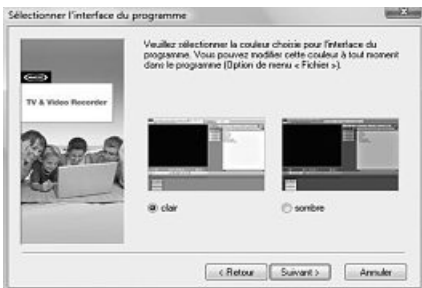 Sélectionner l'interface du programme
Veuillez sélectionner la couleur choisie pour l'interface du
programme. Vous pouvez modifier cette couleur à tout moment
dans le programme (Option de menu « Fichier »).
TV & Video Recorder
clair
sombre
< Retour
Suivant >
Annuler